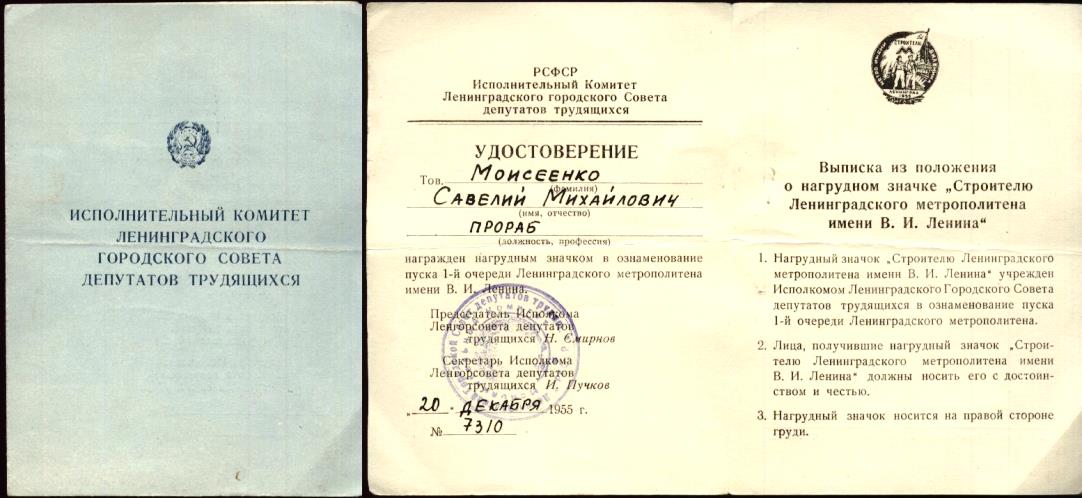 ИСПОЛНИТЕЛЬНЫЙ КОМИТЕТ
ЛЕНИНГРАДСКОГО
ГОРОДСКОГО СОВЕТА
ДЕПУТАТОВ ТРУДЯЩИХСЯ
РСФСР
Исполнительный Комитет
Ленинградского городского Совета
депутатов трудящихся
УДОСТОВЕРЕНИЕ
Тов. Моисеенко
(фамилия)
Савелий Михайлович
(имя, отчество)
ПРОРАБ
(должность, профессия)
награжден нагрудным значком в ознаменование
пуска 1-й очереди Ленинградского метрополитена
имени В. И. Ленина.
Председатель Исполкома
Ленгорсовета депутатов
трудящихся Н. Смирнов
Секретарь Исполкома
Ленгорсовета депутатов
трудящихся И. Пучков
„20 . ДЕКАБРЯ 1955 г.
№ 7310
СТРОИТЕЛЮ
ЛЕНИНГРАД
1955
Выписка из положения
о нагрудном значке „Строителю
Ленинградского метрополитена
имени В. И. Ленина“
1. Нагрудный значок „Строителю Ленинградского
метрополитена имени В. И. Ленина“ учрежден
Исполкомом Ленинградского Городского Совета
депутатов трудящихся в ознаменование пуска
1-й очереди Ленинградского метрополитена.
2. Лица, получившие нагрудный значок „Строи-
телю Ленинградского метрополитена имени
В. И. Ленина“ должны носить его с достоин-
ством и честью.
3. Нагрудный значок носится на правой стороне
груди.